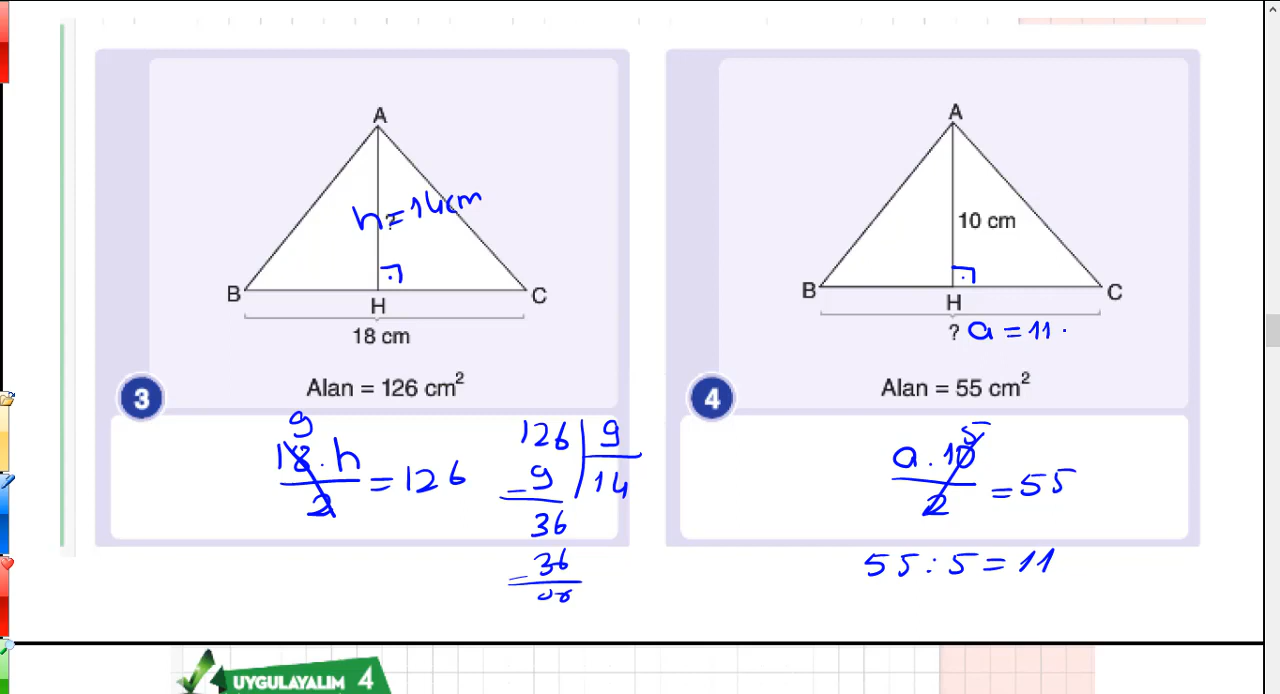 A
h = 14cm
?
B
H
C
18 cm
Alan = 126 cm²
3
9
18 . h
2
= 126
126 | 9
- 9
14
36
- 36
00
A
10 cm
B
H
C
? a = 11 .
Alan = 55 cm²
4
5
a . 10
2
= 55
55 : 5 = 11
UYGULAYALIM 4